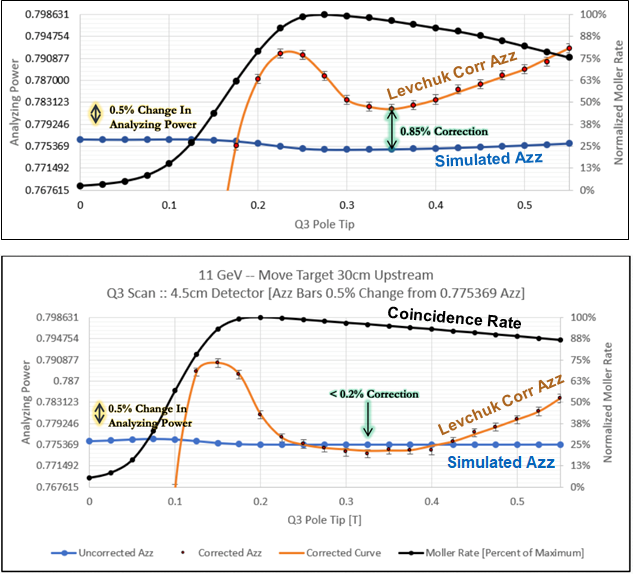 0.798631
0.794754
0.790877
0.787000
0.783123
0.779246
0.775369
0.771492
0.767615
Analyzing Power
100%
88%
75%
63%
50%
38%
25%
13%
0%
Normalized Moller Rate
0.5% Change In
Analyzing Power
Levchuk Corr Azz
0.85% Correction
Simulated Azz
0 0.1 0.2 0.3 0.4 0.5
Q3 Pole Tip
11 GeV -- Move Target 30cm Upstream
Q3 Scan :: 4.5cm Detector [Azz Bars 0.5% Change from 0.775369 Azz]
0.798631
0.794754
0.790877
0.787
0.783123
0.779246
0.775369
0.771492
0.767615
Analyzing Power
100%
88%
75%
63%
50%
38%
25%
13%
0%
Normalized Moller Rate
Coincidence Rate
0.5% Change In
Analyzing Power
< 0.2% Correction
Levchuk Corr Azz
Simulated Azz
0 0.1 0.2 0.3 0.4 0.5
Q3 Pole Tip [T]
Uncorrected Azz Corrected Azz Corrected Curve Moller Rate [Percent of Maximum]